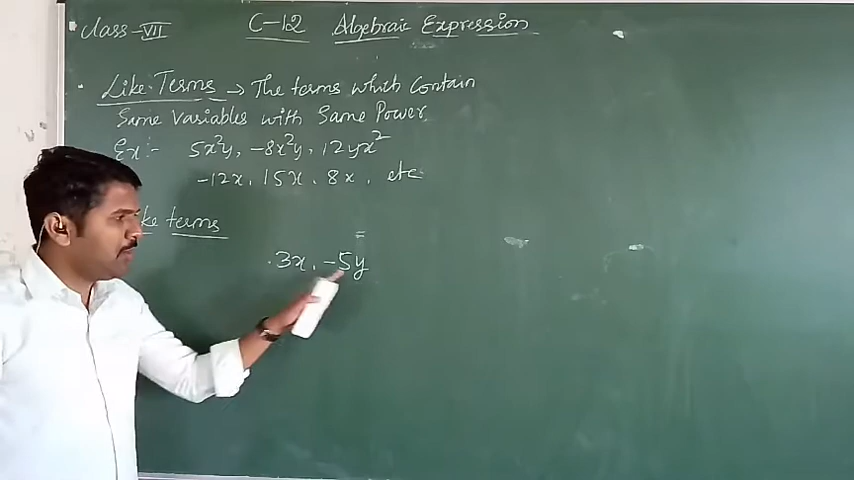 Class-VII C-12 Algebraic Expression
Like Terms → The terms which Contain
Same Variables with Same Power
Ex:- 5x²y, -8x²y, 12yx²
-12x, 15x, 8x, etc
ke terms
3x, -5y